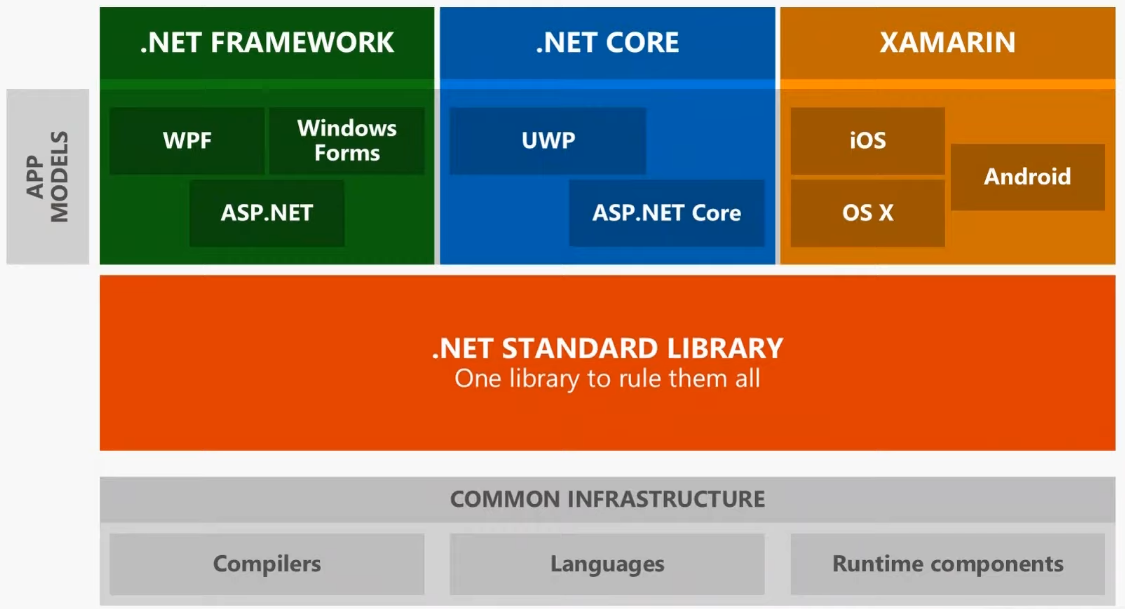 .NET FRAMEWORK
.NET CORE
XAMARIN
APP
MODELS
WPF
Windows
Forms
ASP.NET
UWP
ASP.NET Core
iOS
OS X
Android
.NET STANDARD LIBRARY
One library to rule them all
COMMON INFRASTRUCTURE
Compilers
Languages
Runtime components